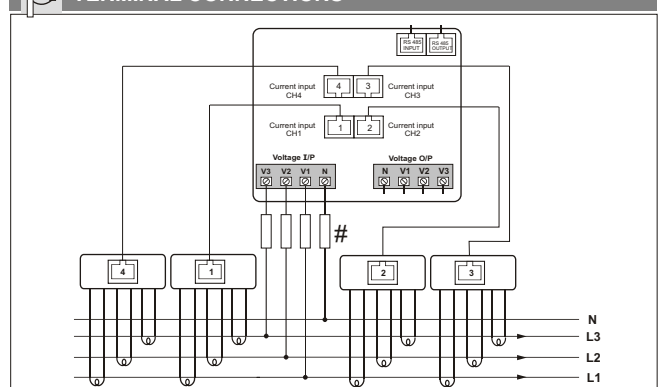 TERMINAL CONNECTIONS
RS 485 INPUT
RS 485 OUTPUT
Current input CH4
4
3
Current input CH3
Current input CH1
1
2
Current input CH2
Voltage I/P
Voltage O/P
V3 V2 V1 N
N V1 V2 V3
#
4
1
2
3
N
L3
L2
L1